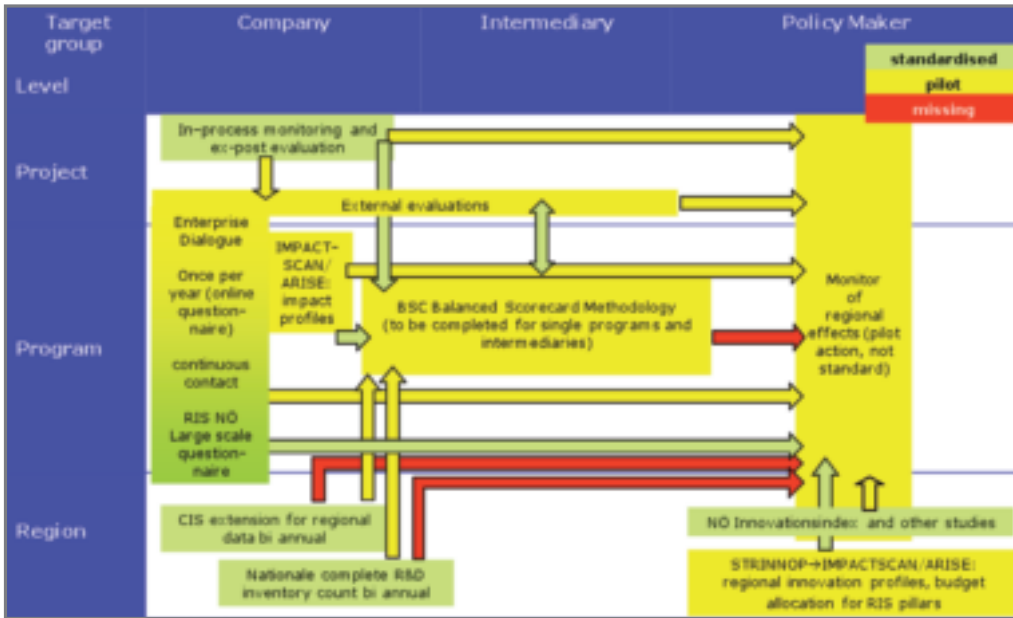 Target
group
Company
Intermediary
Policy Maker
Level
standardised
pilot
missing
Project
In-process monitoring and
ex-post evaluation
External evaluations
Enterprise
Dialogue
Once per
year (online
question-
naire)
continuous
contact
RIS NÖ
Large scale
question-
naire
IMPACT-
SCAN/
ARISE:
impact
profiles
BSC Balanced Scorecard Methodology
(to be completed for single programs and
intermediaries)
Monitor
of
regional
effects (pilot
action, not
standard)
Program
Region
CIS extension for regional
data bi annual
Nationale complete R&D
inventory count bi annual
NÖ Innovationsindex and other studies
STRINNOP→IMPACTSCAN/ARISE:
regional innovation profiles, budget
allocation for RIS pillars